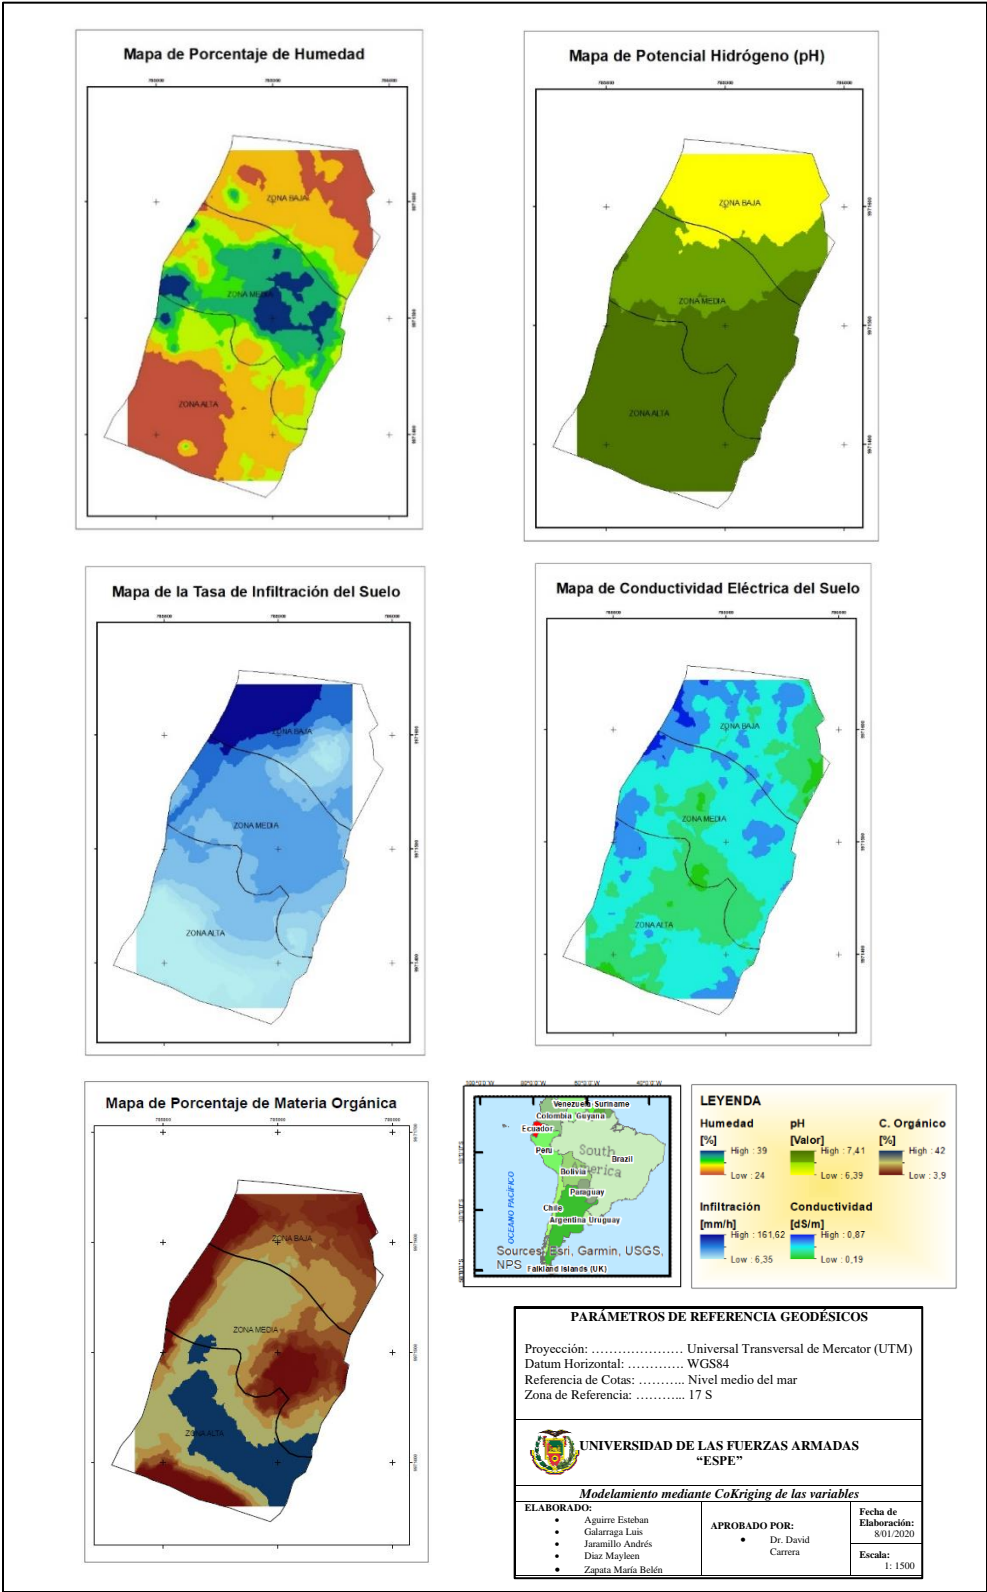 Mapa de Porcentaje de Humedad
ZONA BAJA
ZONA MEDIA
ZONA ALTA
Mapa de Potencial Hidrógeno (pH)
ZONA BAJA
ZONA MEDIA
ZONA ALTA
Mapa de la Tasa de Infiltración del Suelo
ZONA BAJA
ZONA MEDIA
ZONA ALTA
Mapa de Conductividad Eléctrica del Suelo
ZONA BAJA
ZONA MEDIA
ZONA ALTA
Mapa de Porcentaje de Materia Orgánica
ZONA BAJA
ZONA MEDIA
ZONA ALTA
Venezuela Suriname
Colombia Guyana
Ecuador
Peru
South America
Brazil
Bolivia
Paraguay
Chile
Argentina Uruguay
OCEANO PACÍFICO
Sources: Esri, Garmin, USGS,
NPS
Falkland Islands (UK)
LEYENDA
Humedad
[%]
High : 39
Low : 24
pH
[Valor]
High : 7,41
Low : 6,39
C. Orgánico
[%]
High : 42
Low : 3,9
Infiltración
[mm/h]
High : 161,62
Low : 6,35
Conductividad
[dS/m]
High : 0,87
Low : 0,19
PARÁMETROS DE REFERENCIA GEODÉSICOS
Proyección: ………………… Universal Transversal de Mercator (UTM)
Datum Horizontal: ………… WGS84
Referencia de Cotas: ……….. Nivel medio del mar
Zona de Referencia: ………... 17 S
UNIVERSIDAD DE LAS FUERZAS ARMADAS
“ESPE”
Modelamiento mediante CoKriging de las variables
ELABORADO:
• Aguirre Esteban
• Galarraga Luis
• Jaramillo Andrés
• Diaz Mayleen
• Zapata María Belén
APROBADO POR:
• Dr. David
Carrera
Fecha de
Elaboración:
8/01/2020
Escala:
1: 1500